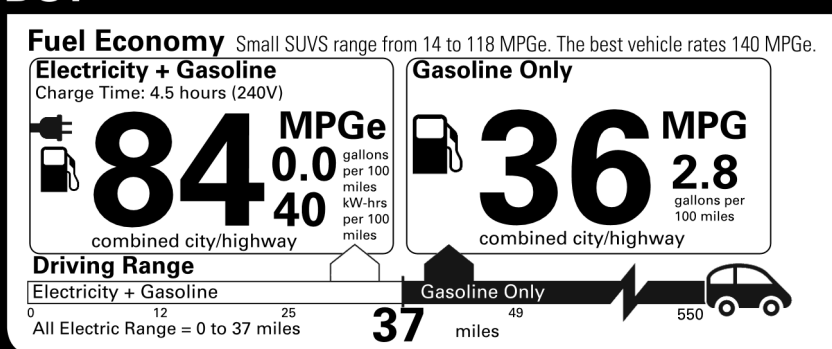 Fuel Economy Small SUVS range from 14 to 118 MPGe. The best vehicle rates 140 MPGe.
Electricity + Gasoline
Charge Time: 4.5 hours (240V)
84
MPGe
0.0
gallons
per 100
miles
40
kW-hrs
per 100
miles
combined city/highway
Gasoline Only
36
MPG
2.8
gallons per
100 miles
combined city/highway
Driving Range
Electricity + Gasoline
Gasoline Only
0 12 25 37 49 550
All Electric Range = 0 to 37 miles
miles